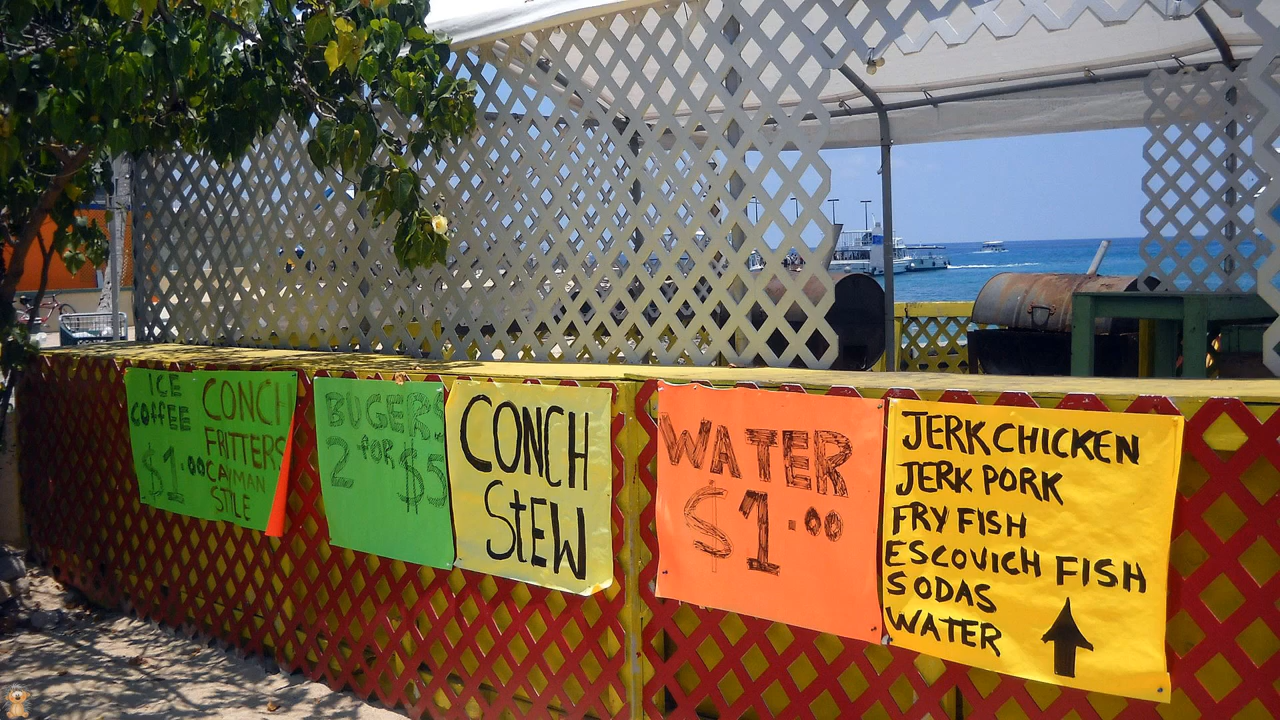 ICE
COFFEE
$1.00
CONCH
FRITTERS
CAYMAN
STILE
BUGERS
2 FOR $5
CONCH
StEW
WATER
$1.00
JERK CHICKEN
JERK PORK
FRY FISH
ESCOVICH FISH
SODAS
WATER